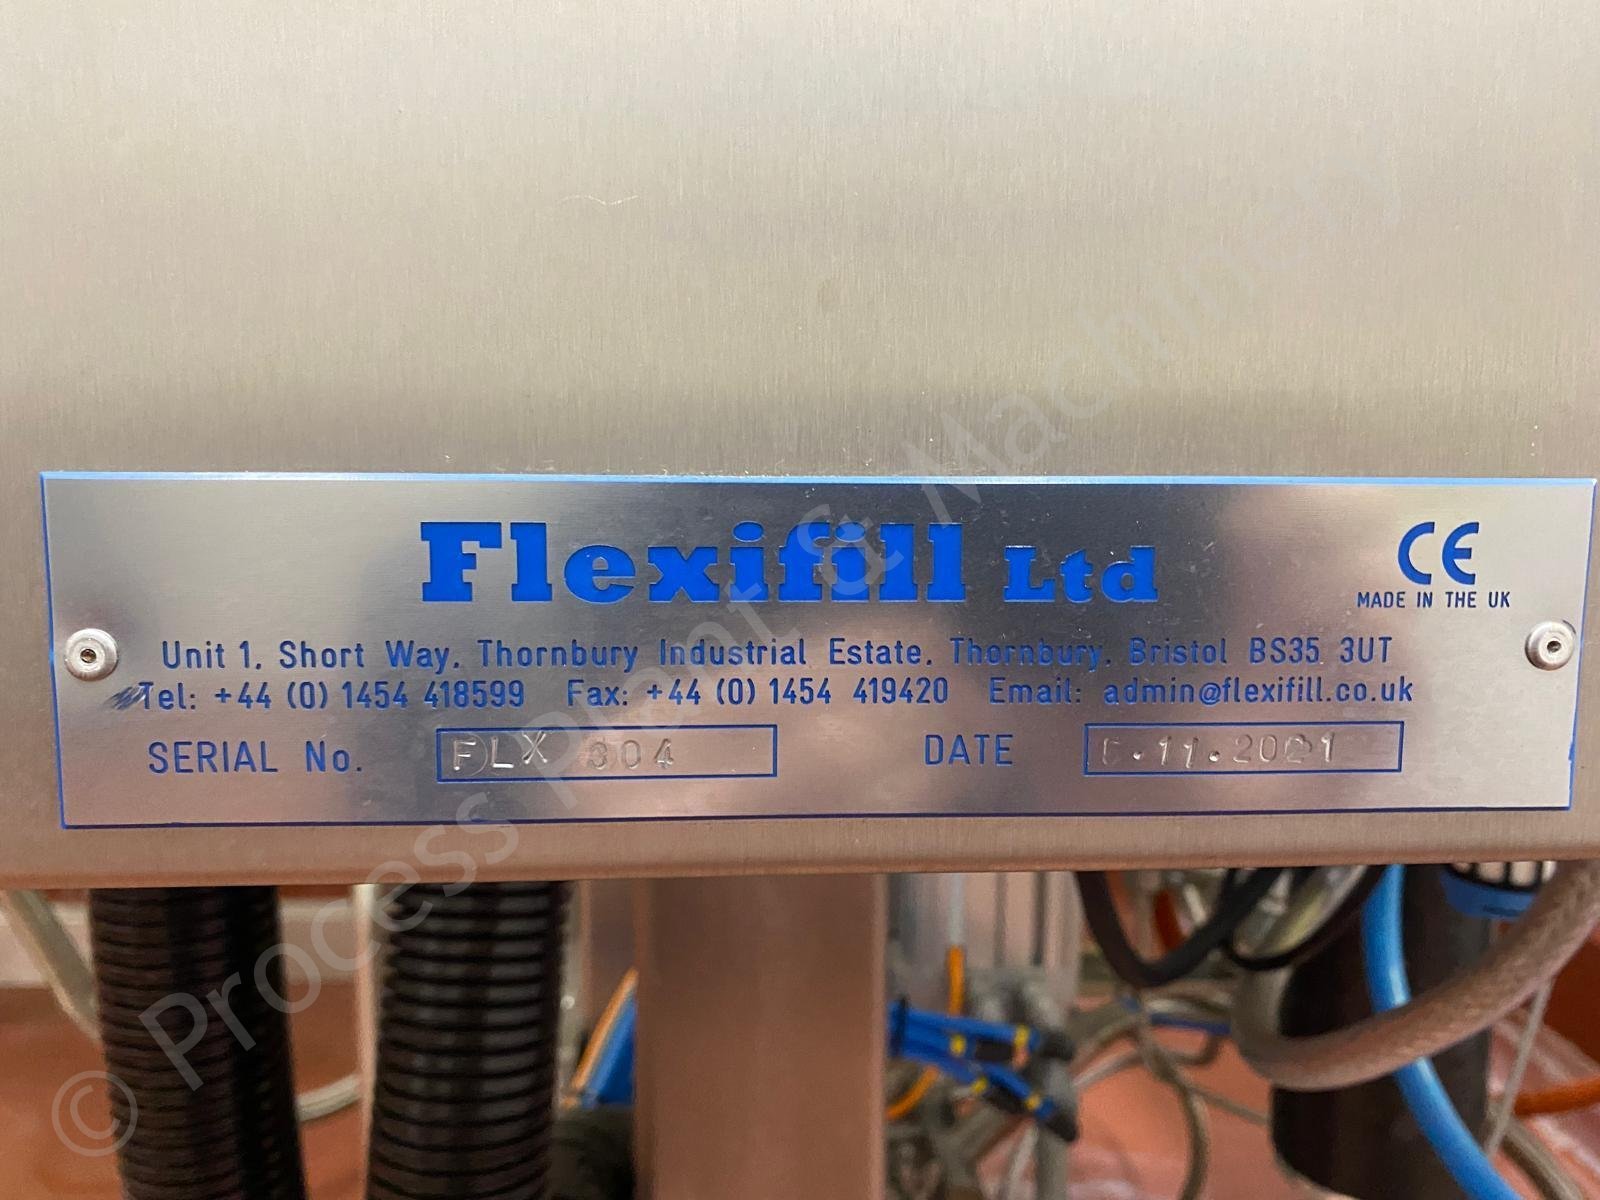 Flexifill Ltd
CE
MADE IN THE UK
Unit 1, Short Way, Thornbury Industrial Estate, Thornbury, Bristol BS35 3UT
Tel: +44 (0) 1454 418599 Fax: +44 (0) 1454 419420 Email: admin@flexifill.co.uk
SERIAL No. FLX 304 DATE .11.2021
© Process Plant & Machinery